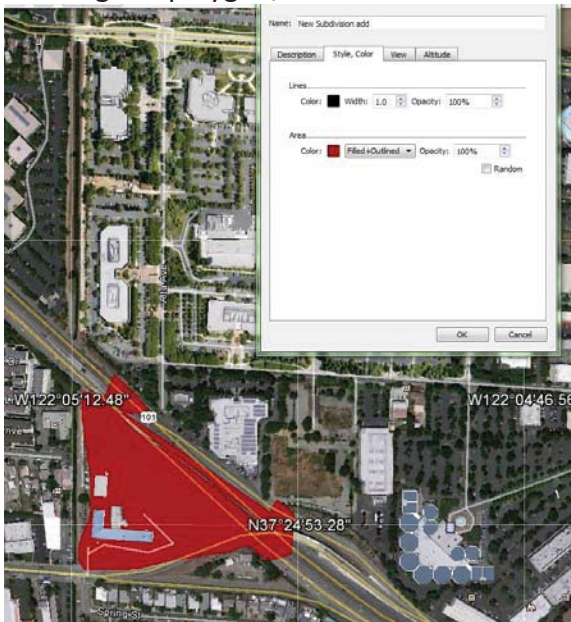 Name: New Subdivision add
Description Style, Color View Altitude
Lines
Color: Width: 1.0 Opacity: 100%
Area
Color: Filled+Outlined Opacity: 100%
Random
OK Cancel
W122°05'12.48"
W122°04'46.56
101
N37°24'53.28"
Spring St